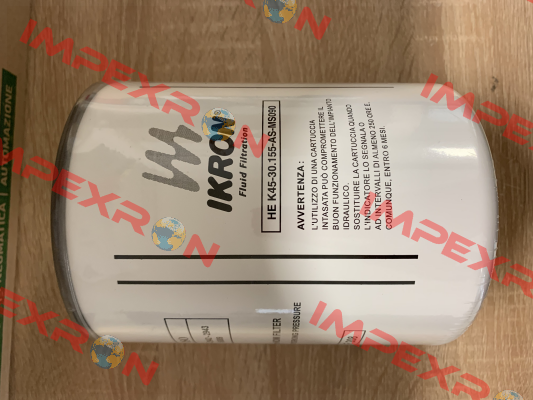 IKRON
Fluid Filtration
HE K45-30.155-AS-MS090
AVVERTENZA:
L'UTILIZZO DI UNA CARTUCCIA
INTASATA PUÒ COMPROMETTERE IL
BUON FUNZIONAMENTO DELL'IMPIANTO
IDRAULICO.
SOSTITUIRE LA CARTUCCIA QUANDO
L'INDICATORE LO SEGNALA O
AD INTERVALLI DI ALMENO 250 ORE E,
COMUNQUE, ENTRO 6 MESI.
FILTER
PRESSURE
PNEUMATICA | AUTOMAZIONE
IMPEXRON
IMPEXRON
IMPEXRON
IMPEXRON
IMPEXRON